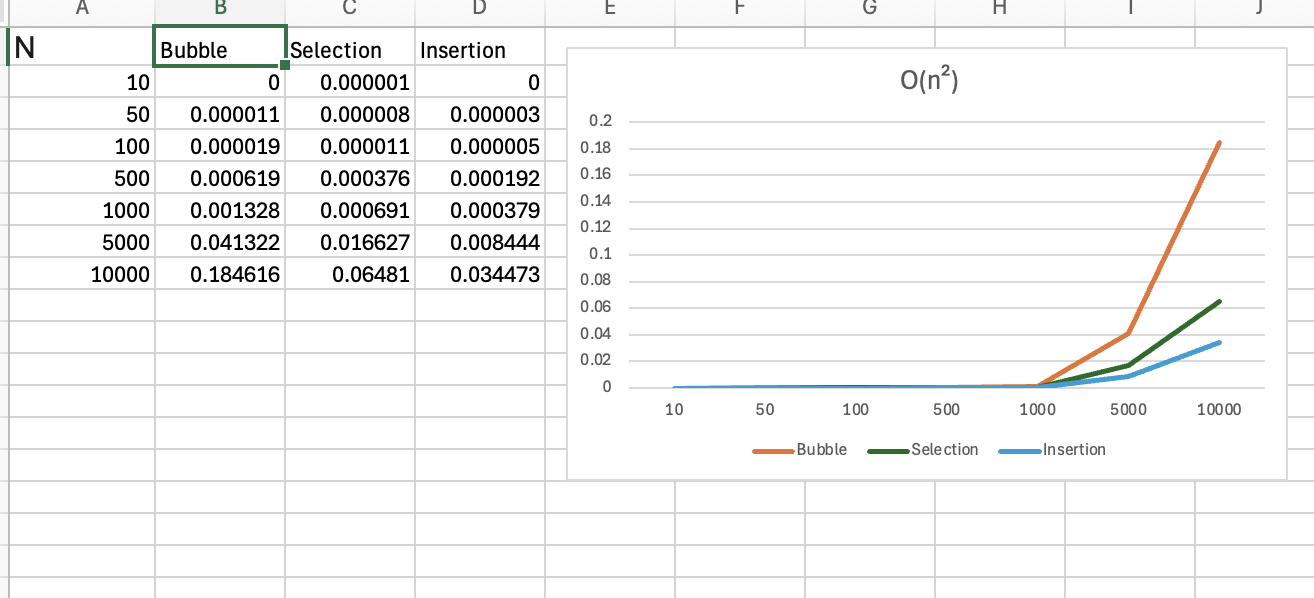 A B C D E F G H I J
N Bubble Selection Insertion
10 0 0.000001 0
50 0.000011 0.000008 0.000003
100 0.000019 0.000011 0.000005
500 0.000619 0.000376 0.000192
1000 0.001328 0.000691 0.000379
5000 0.041322 0.016627 0.008444
10000 0.184616 0.06481 0.034473
O(n²)
0.2
0.18
0.16
0.14
0.12
0.1
0.08
0.06
0.04
0.02
0
10 50 100 500 1000 5000 10000
Bubble Selection Insertion